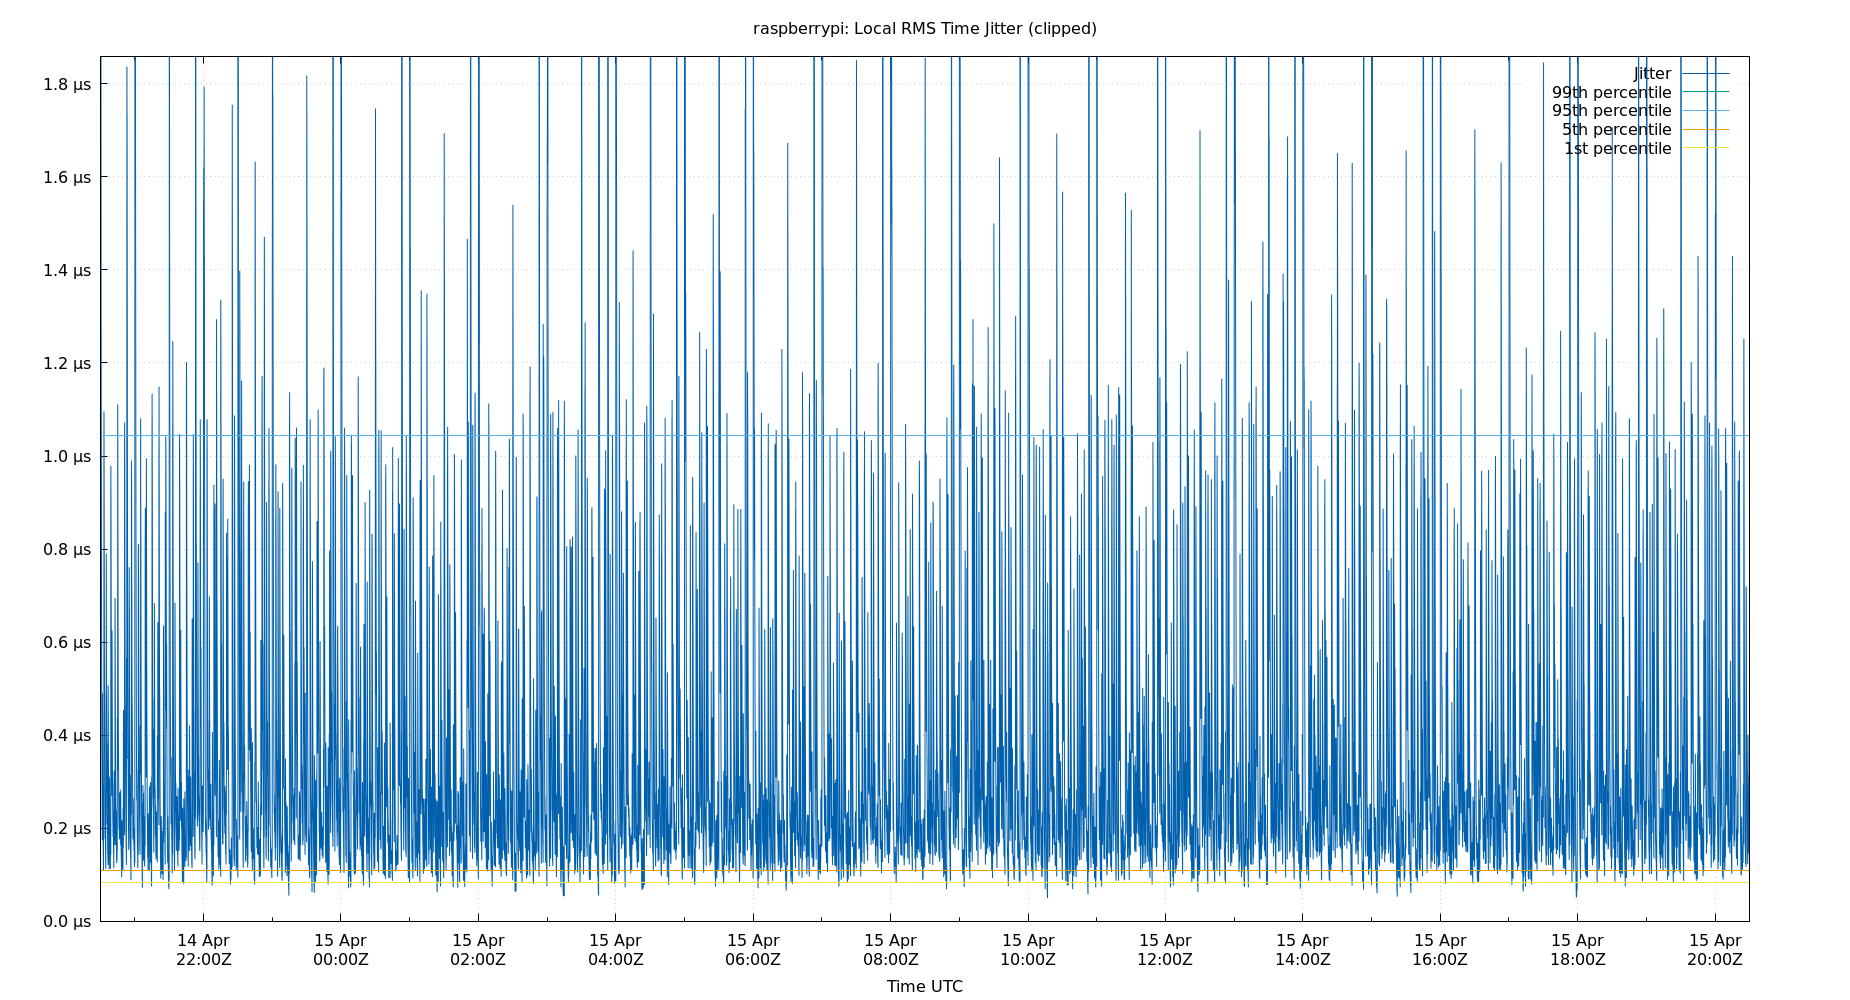 raspberrypi: Local RMS Time Jitter (clipped)
1.8 μs
1.6 μs
1.4 μs
1.2 μs
1.0 μs
0.8 μs
0.6 μs
0.4 μs
0.2 μs
0.0 μs
Jitter
99th percentile
95th percentile
5th percentile
1st percentile
14 Apr 15 Apr 15 Apr 15 Apr 15 Apr 15 Apr 15 Apr 15 Apr 15 Apr 15 Apr 15 Apr 15 Apr
22:00Z 00:00Z 02:00Z 04:00Z 06:00Z 08:00Z 10:00Z 12:00Z 14:00Z 16:00Z 18:00Z 20:00Z
Time UTC